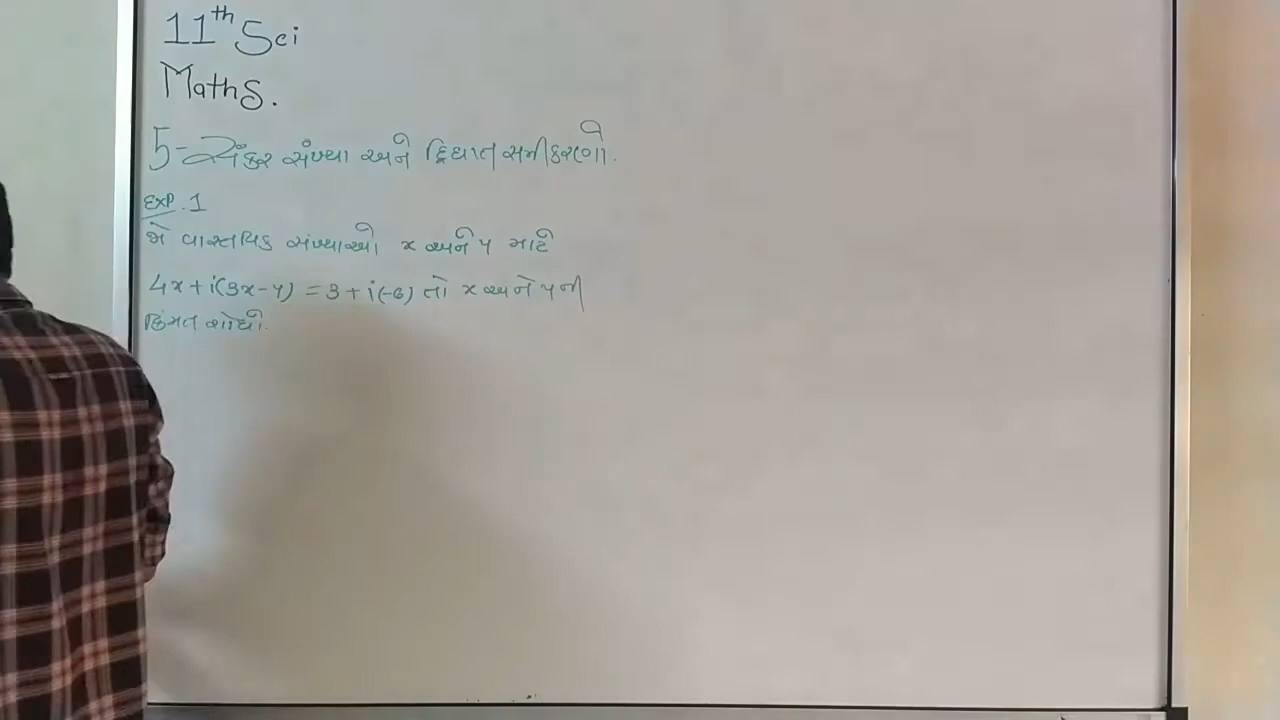 11th Sci
Maths.
5-સંકર સંખ્યા અને દ્વિઘાત સમીકરણો.
Exp. 1
જો વાસ્તવિક સંખ્યાઓ x અને y માટે
4x + i(3x-y) = 3 + i(-6) તો x અને y ની
કિંમત શોધો.